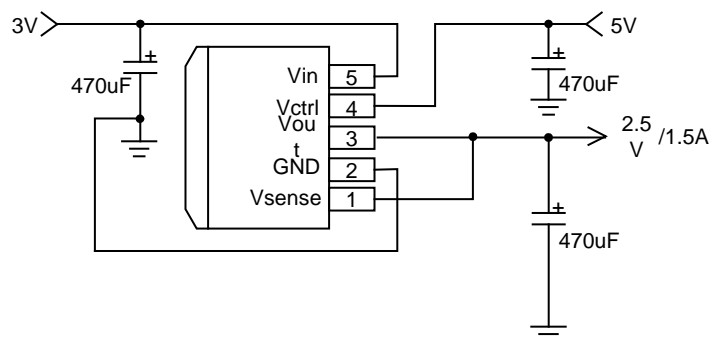 3V
5V
470uF
+
Vin
5
Vctrl
4
+
470uF
Vou
t
3
2.5
V
/1.5A
GND
2
Vsense
1
+
470uF